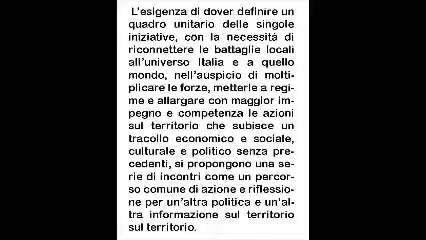 L'esigenza di dover definire un
quadro unitario delle singole
iniziative, con la necessità di
riconnettere le battaglie locali
all'universo Italia e a quello
mondo, nell'auspicio di molti-
plicare le forze, metterle a regi-
me e allargare con maggior im-
pegno e competenza le azioni
sul territorio che subisce un
tracollo economico e sociale,
culturale e politico senza pre-
cedenti, si propongono una se-
rie di incontri come un percor-
so comune di azione e riflessio-
ne per un'altra politica e un'al-
tra informazione sul territorio
sul territorio.